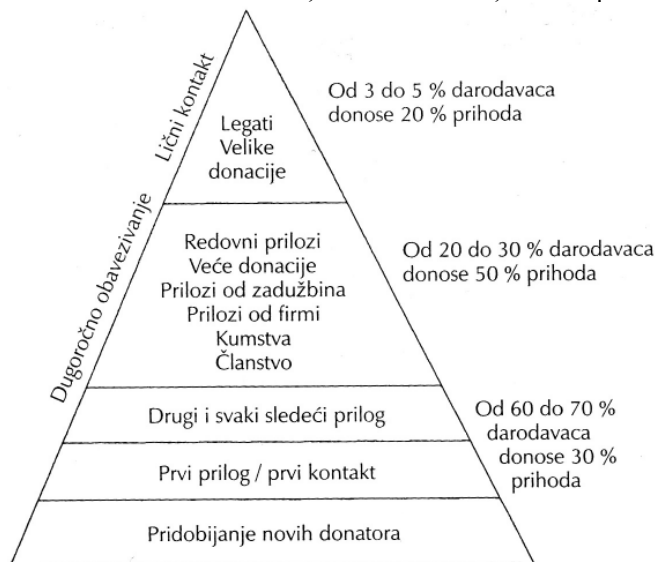 Lični kontakt
Dugoročno obavezivanje
Legati
Velike
donacije
Od 3 do 5 % darodavaca
donose 20 % prihoda
Redovni prilozi
Veće donacije
Prilozi od zadužbina
Prilozi od firmi
Kumstva
Članstvo
Od 20 do 30 % darodavaca
donose 50 % prihoda
Drugi i svaki sledeći prilog
Prvi prilog / prvi kontakt
Pridobijanje novih donatora
Od 60 do 70 %
darodavaca
donose 30 %
prihoda